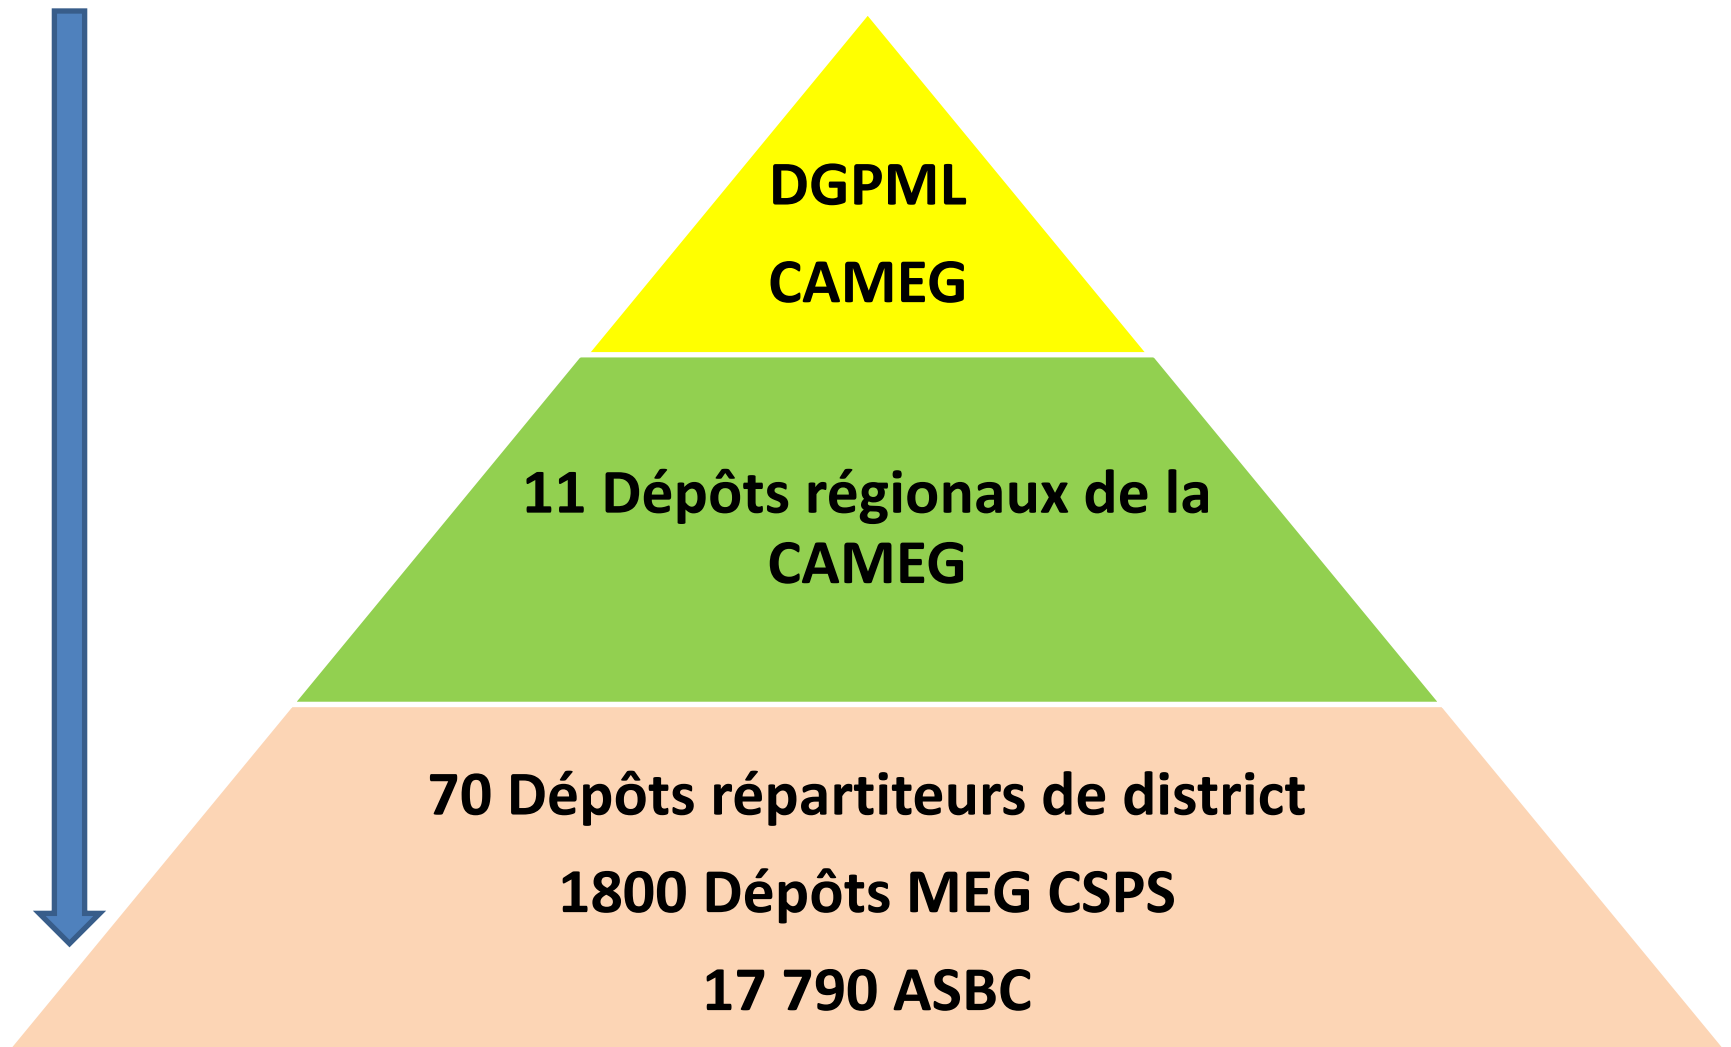 DGPML
CAMEG
11 Dépôts régionaux de la
CAMEG
70 Dépôts répartiteurs de district
1800 Dépôts MEG CSPS
17 790 ASBC